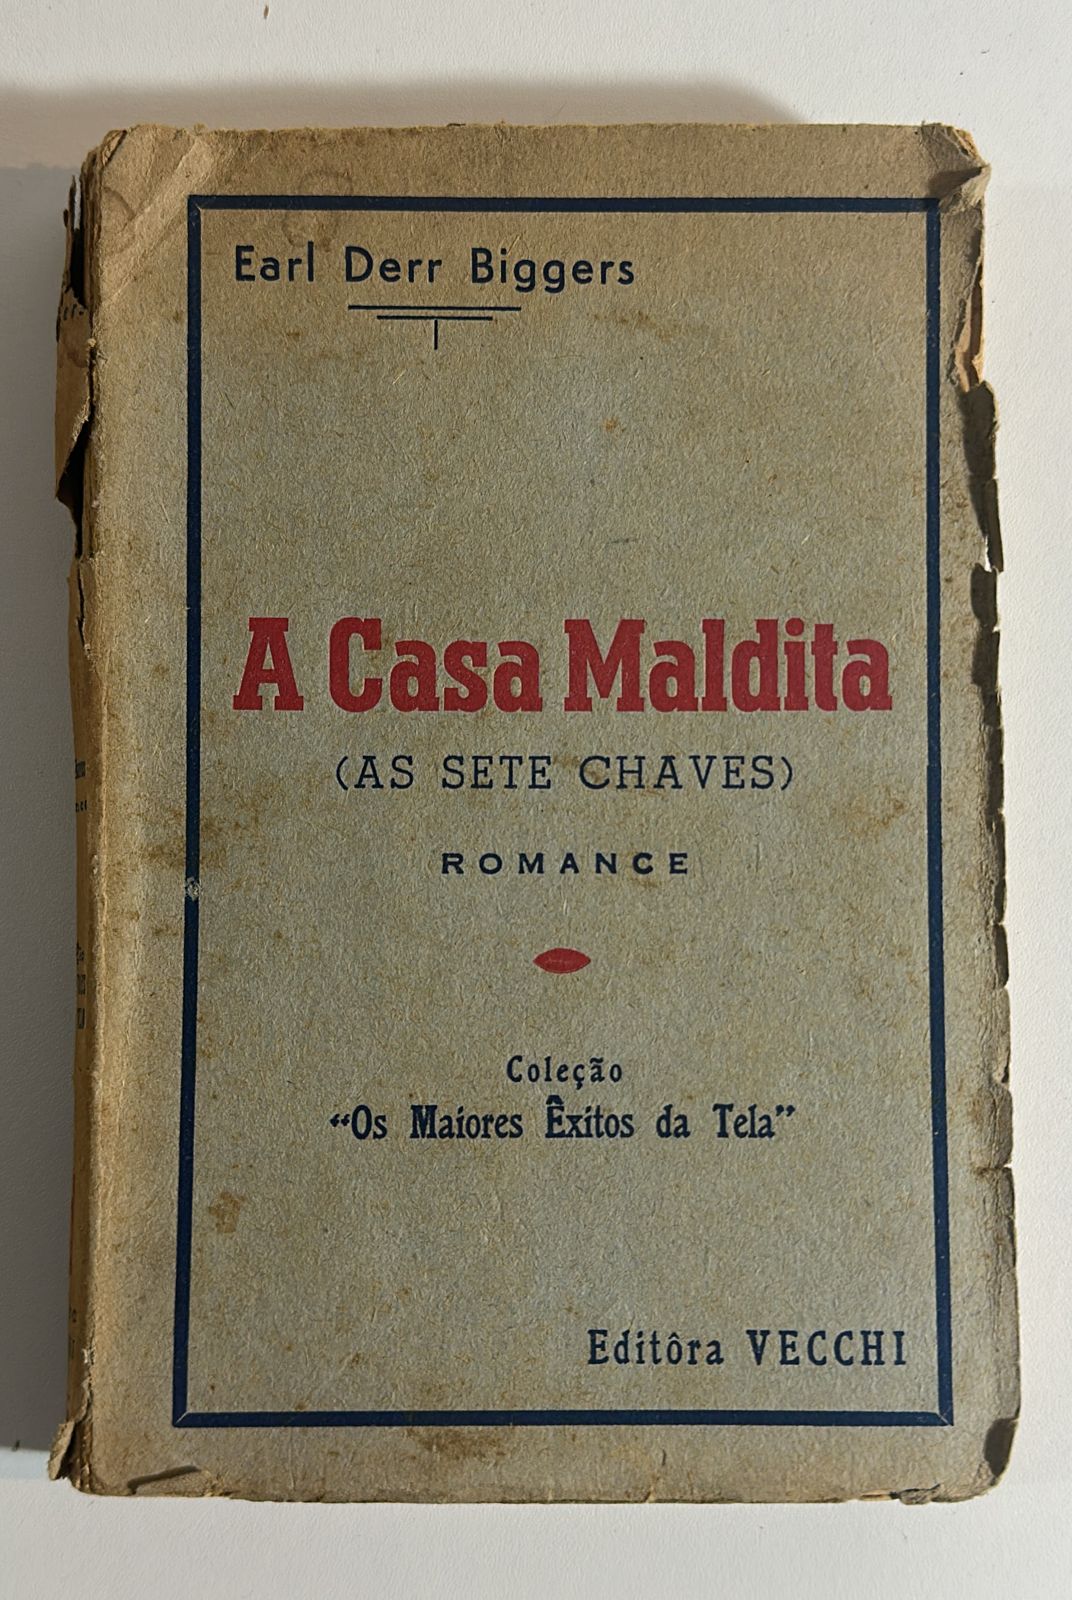 Earl Derr Biggers
A Casa Maldita
(AS SETE CHAVES)
ROMANCE
Coleção
“Os Maiores Êxitos da Tela”
Editôra VECCHI